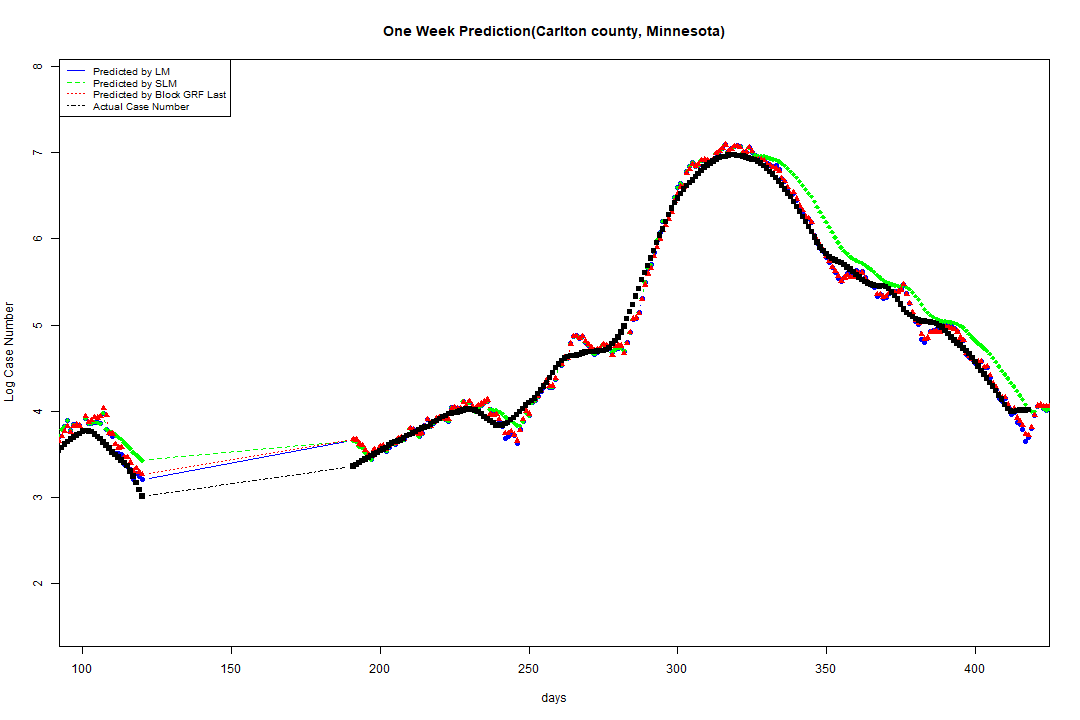 One Week Prediction(Carlton county, Minnesota)
Predicted by LM
Predicted by SLM
Predicted by Block GRF Last
Actual Case Number
8
7
6
5
4
3
2
Log Case Number
100 150 200 250 300 350 400
days